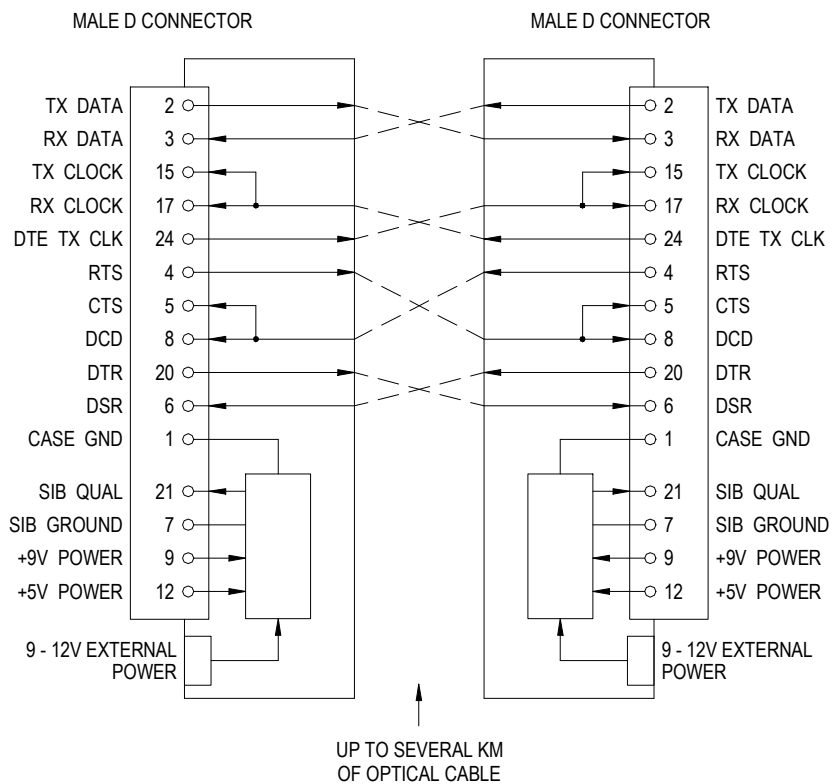 MALE D CONNECTOR
MALE D CONNECTOR
TX DATA 2
2 TX DATA
RX DATA 3
3 RX DATA
TX CLOCK 15
15 TX CLOCK
RX CLOCK 17
17 RX CLOCK
DTE TX CLK 24
24 DTE TX CLK
RTS 4
4 RTS
CTS 5
5 CTS
DCD 8
8 DCD
DTR 20
20 DTR
DSR 6
6 DSR
CASE GND 1
1 CASE GND
SIB QUAL 21
21 SIB QUAL
SIB GROUND 7
7 SIB GROUND
+9V POWER 9
9 +9V POWER
+5V POWER 12
12 +5V POWER
9 - 12V EXTERNAL
POWER
9 - 12V EXTERNAL
POWER
UP TO SEVERAL KM
OF OPTICAL CABLE